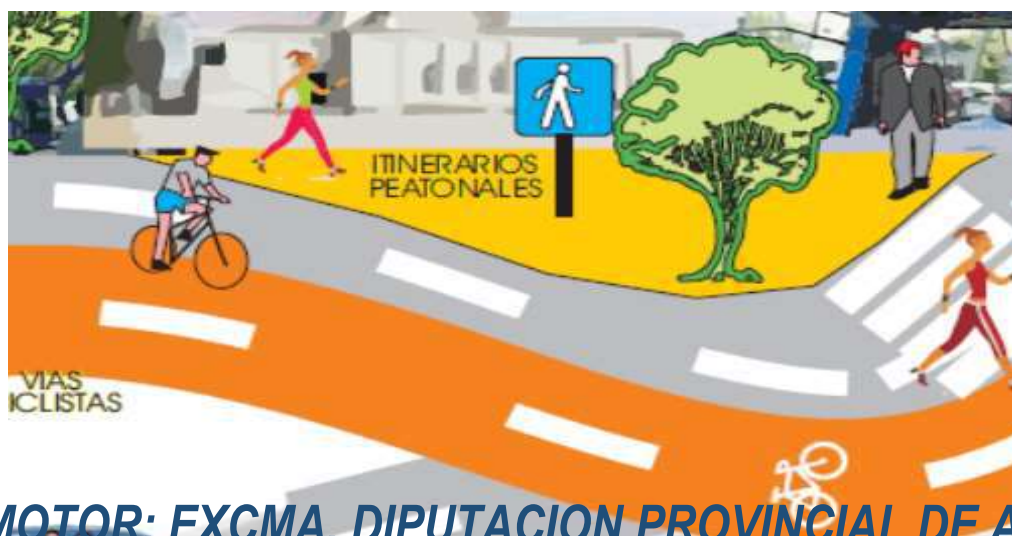 ITINERARIOS
PEATONALES
VIAS
ICLISTAS
MOTOR: EXCMA DIPUTACION PROVINCIAL DE A